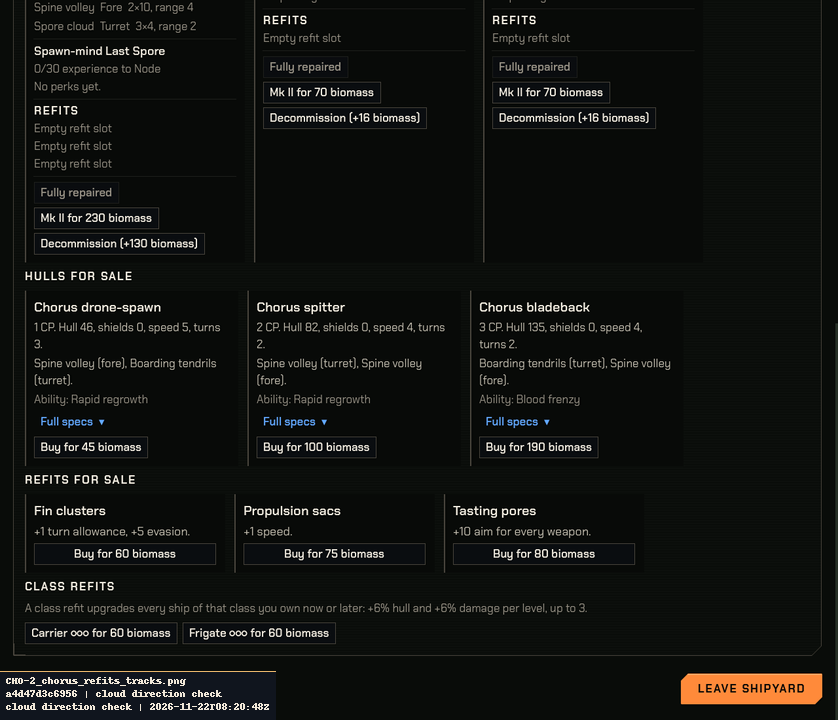 Spine volley Fore 2×10, range 4
Spore cloud Turret 3×4, range 2
Spawn-mind Last Spore
0/30 experience to Node
No perks yet.
REFITS
Empty refit slot
Empty refit slot
Empty refit slot
Fully repaired
Mk II for 230 biomass
Decommission (+130 biomass)
REFITS
Empty refit slot
Fully repaired
Mk II for 70 biomass
Decommission (+16 biomass)
REFITS
Empty refit slot
Fully repaired
Mk II for 70 biomass
Decommission (+16 biomass)
HULLS FOR SALE
Chorus drone-spawn
1 CP. Hull 46, shields 0, speed 5, turns
3.
Spine volley (fore), Boarding tendrils
(turret).
Ability: Rapid regrowth
Full specs ▾
Buy for 45 biomass
Chorus spitter
2 CP. Hull 82, shields 0, speed 4, turns
2.
Spine volley (turret), Spine volley
(fore).
Ability: Rapid regrowth
Full specs ▾
Buy for 100 biomass
Chorus bladeback
3 CP. Hull 135, shields 0, speed 4,
turns 2.
Boarding tendrils (turret), Spine volley
(fore).
Ability: Blood frenzy
Full specs ▾
Buy for 190 biomass
REFITS FOR SALE
Fin clusters
+1 turn allowance, +5 evasion.
Buy for 60 biomass
Propulsion sacs
+1 speed.
Buy for 75 biomass
Tasting pores
+10 aim for every weapon.
Buy for 80 biomass
CLASS REFITS
A class refit upgrades every ship of that class you own now or later: +6% hull and +6% damage per level, up to 3.
Carrier ooo for 60 biomass
Frigate ooo for 60 biomass
LEAVE SHIPYARD
CHO-2_chorus_refits_tracks.png
a4d47d3c6956 | cloud direction check
cloud direction check | 2026-11-22T08:20:48Z